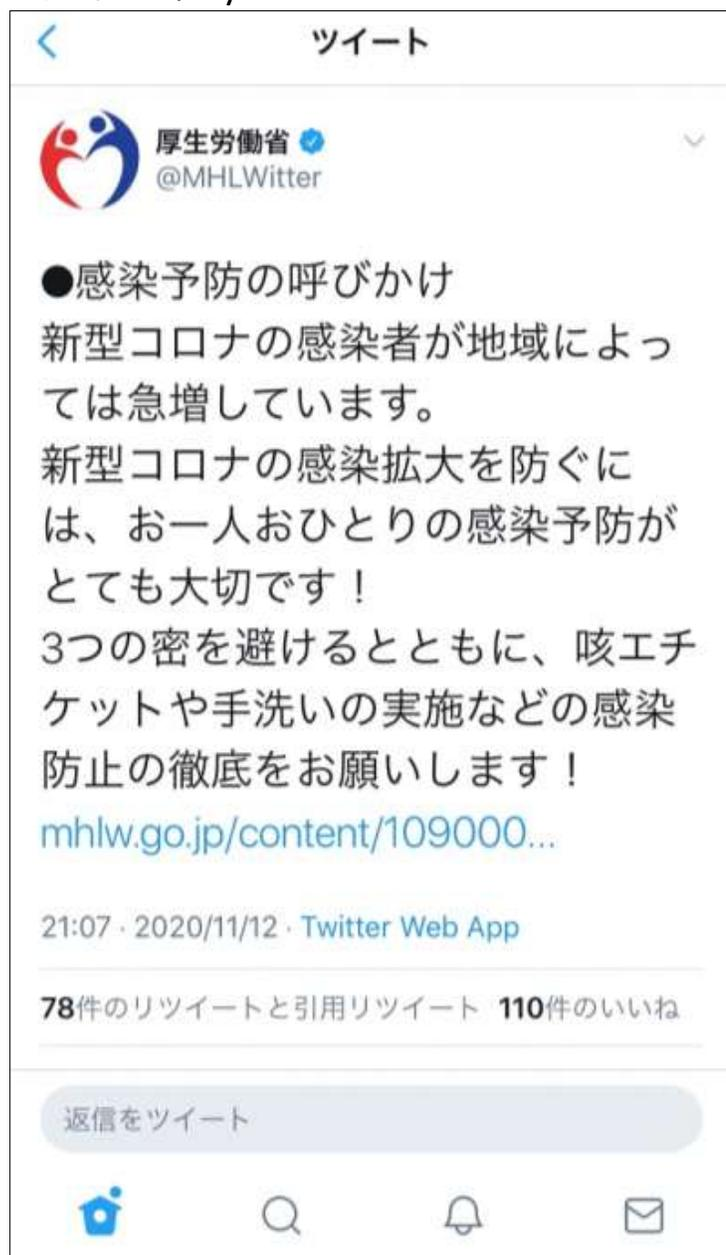 ツイート
厚生労働省
@MHLWitter
●感染予防の呼びかけ
新型コロナの感染者が地域によっ
ては急増しています。
新型コロナの感染拡大を防ぐに
は、お一人おひとりの感染予防が
とても大切です！
3つの密を避けるとともに、咳エチ
ケットや手洗いの実施などの感染
防止の徹底をお願いします！
mhlw.go.jp/content/109000...
21:07 · 2020/11/12 · Twitter Web App
78件のリツイートと引用リツイート 110件のいいね
返信をツイート